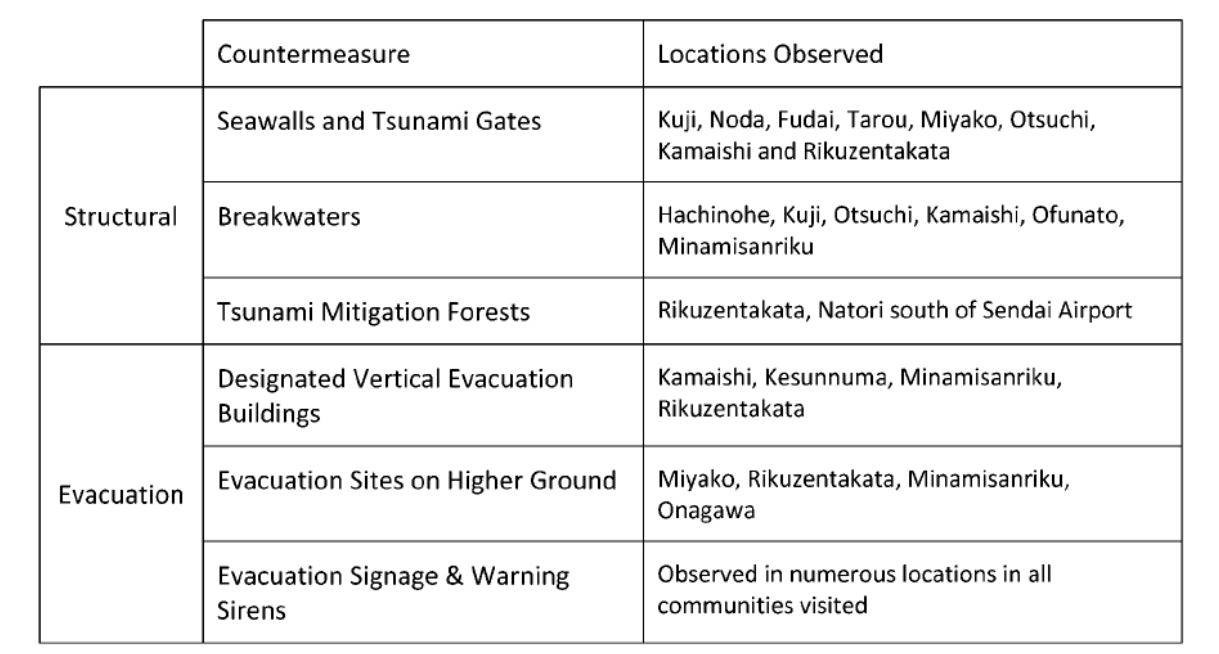 Countermeasure
Locations Observed
Structural
Seawalls and Tsunami Gates
Kuji, Noda, Fudai, Tarou, Miyako, Otsuchi,
Kamaishi and Rikuzentakata
Breakwaters
Hachinohe, Kuji, Otsuchi, Kamaishi, Ofunato,
Minamisanriku
Tsunami Mitigation Forests
Rikuzentakata, Natori south of Sendai Airport
Evacuation
Designated Vertical Evacuation
Buildings
Kamaishi, Kesunnuma, Minamisanriku,
Rikuzentakata
Evacuation Sites on Higher Ground
Miyako, Rikuzentakata, Minamisanriku,
Onagawa
Evacuation Signage & Warning
Sirens
Observed in numerous locations in all
communities visited